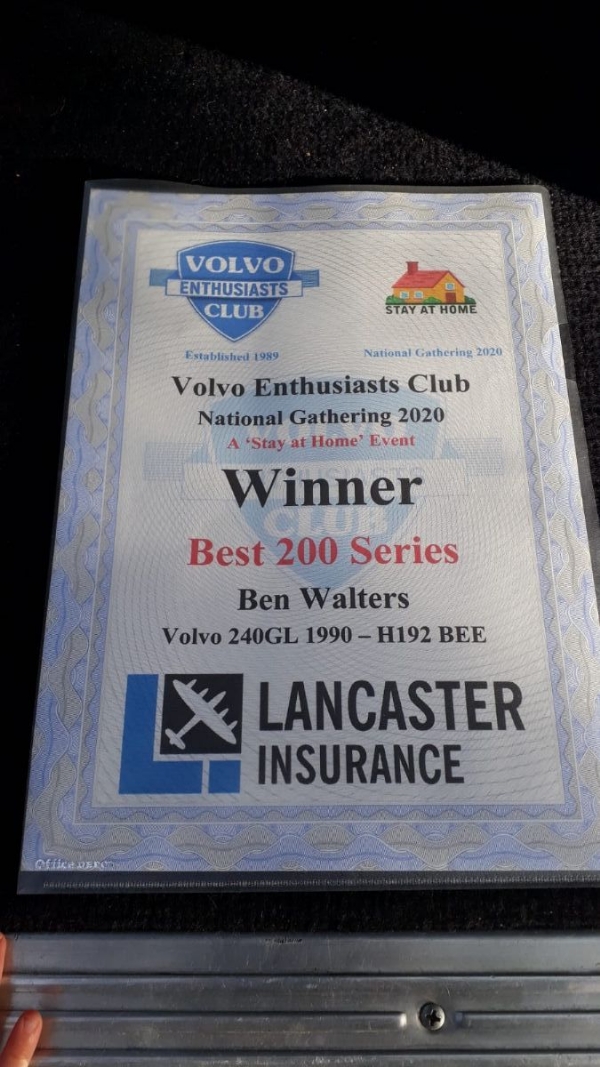 VOLVO
ENTHUSIASTS
CLUB
STAY AT HOME
Established 1989
National Gathering 2020
Volvo Enthusiasts Club
National Gathering 2020
A ‘Stay at Home’ Event
Winner
Best 200 Series
Ben Walters
Volvo 240GL 1990 – H192 BEE
LANCASTER
INSURANCE
Office